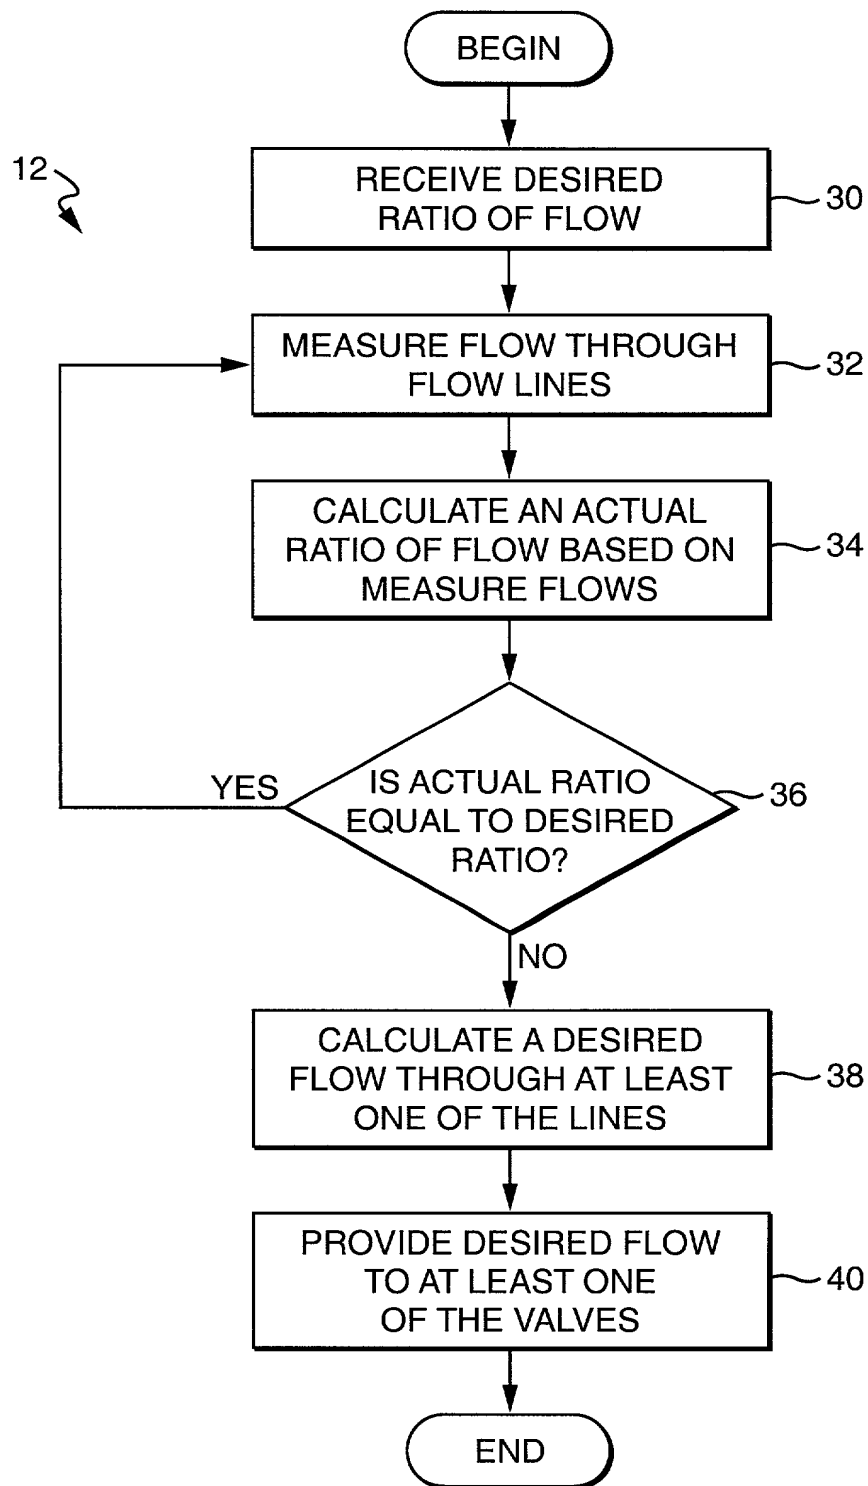 BEGIN
12
RECEIVE DESIRED
RATIO OF FLOW
30
MEASURE FLOW THROUGH
FLOW LINES
32
CALCULATE AN ACTUAL
RATIO OF FLOW BASED ON
MEASURE FLOWS
34
YES
IS ACTUAL RATIO
EQUAL TO DESIRED
RATIO?
36
NO
CALCULATE A DESIRED
FLOW THROUGH AT LEAST
ONE OF THE LINES
38
PROVIDE DESIRED FLOW
TO AT LEAST ONE
OF THE VALVES
40
END